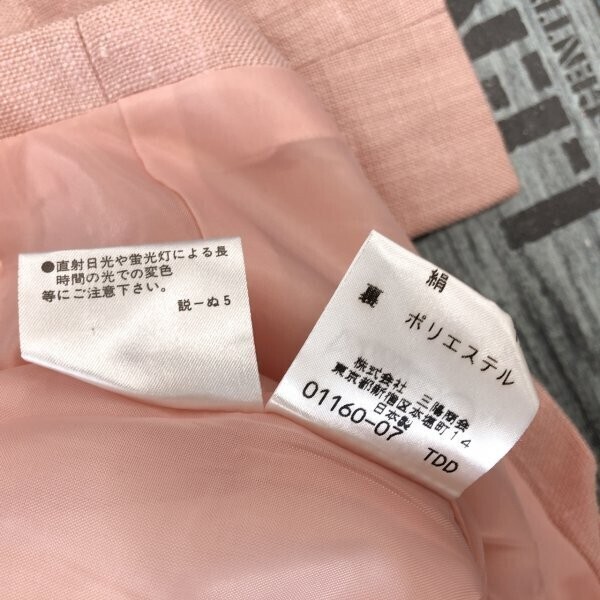 ●直射日光や蛍光灯による長
時間の光での変色
等にご注意下さい。
説-ぬ5
絹
裏 ポリエステル
株式会社 三陽商会
東京都新宿区本塩町14
日本製
01160-07 TDD